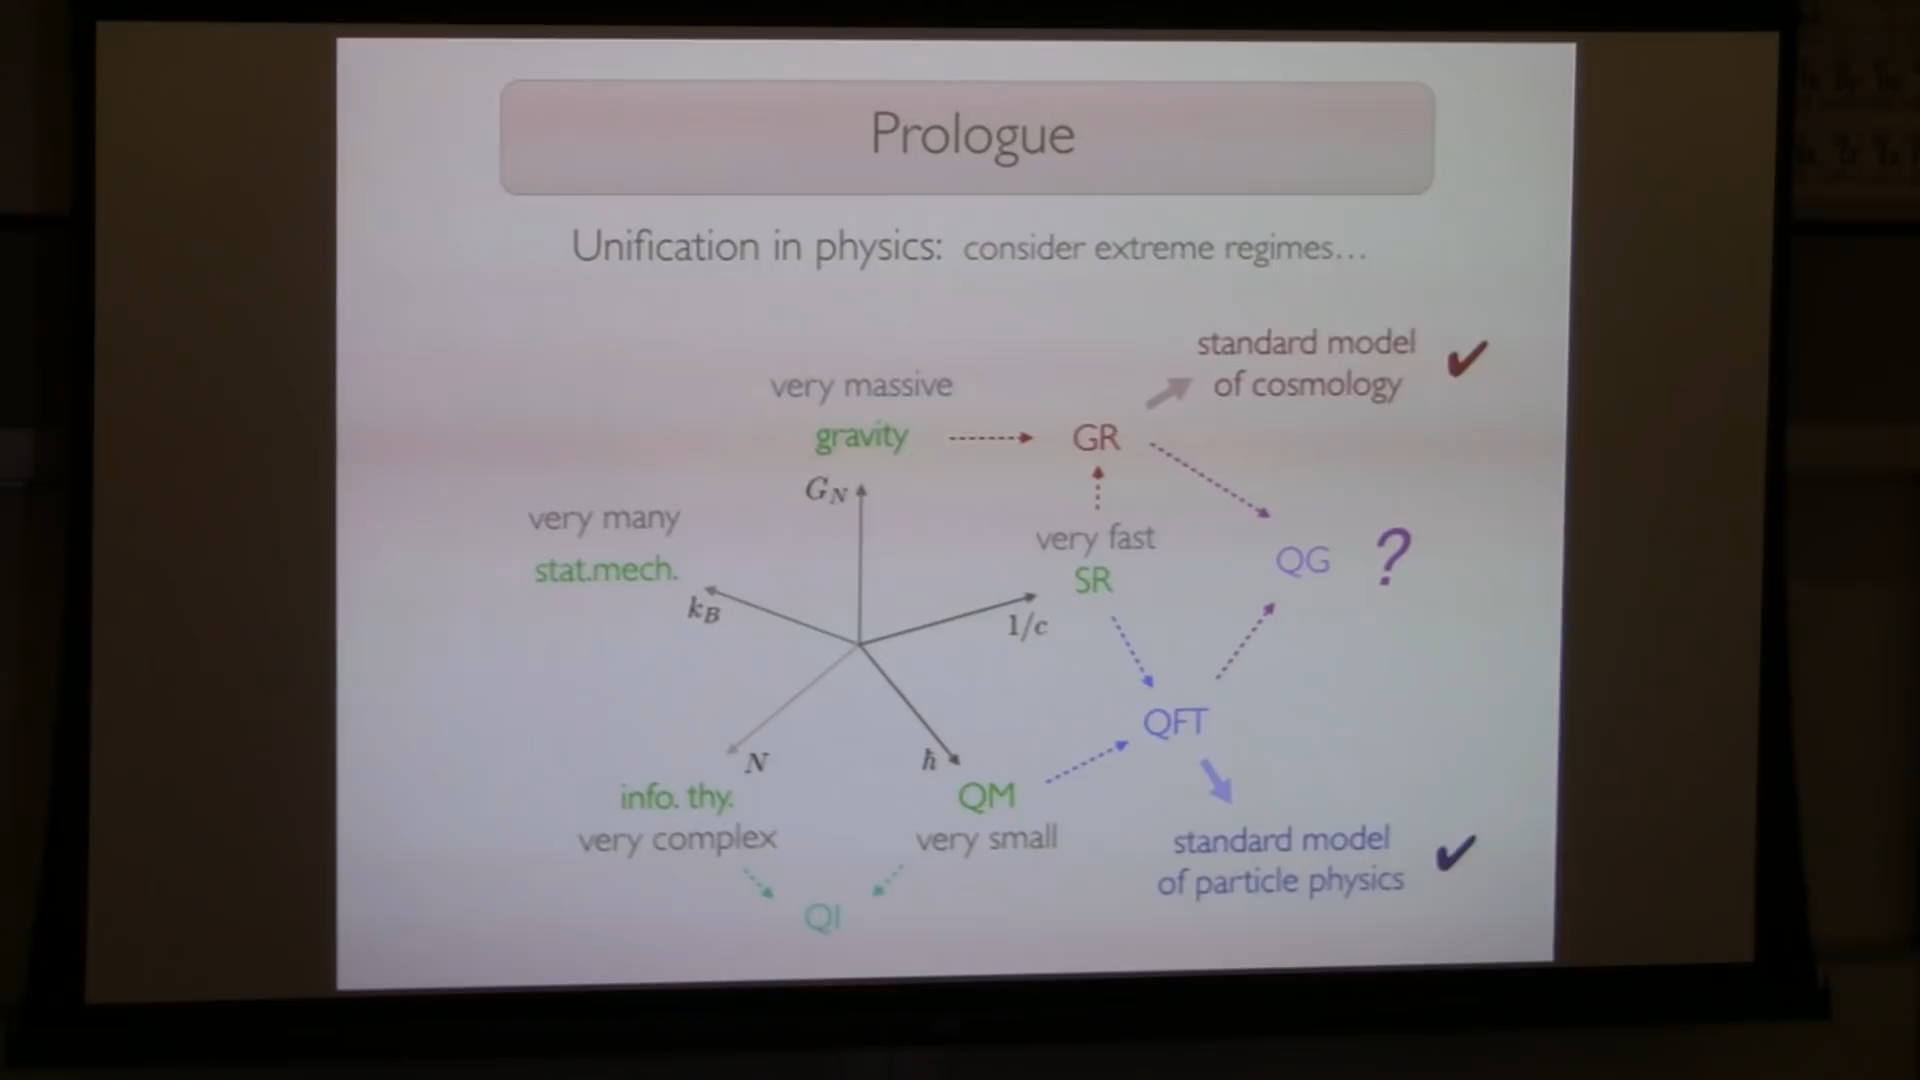 Prologue
Unification in physics: consider extreme regimes...
standard model
of cosmology
✔
very massive
gravity
GR
G_N
very many
stat.mech.
k_B
very fast
SR
1/c
QG
?
QFT
N
ħ
info. thy.
very complex
QM
very small
standard model
of particle physics
✔
QI